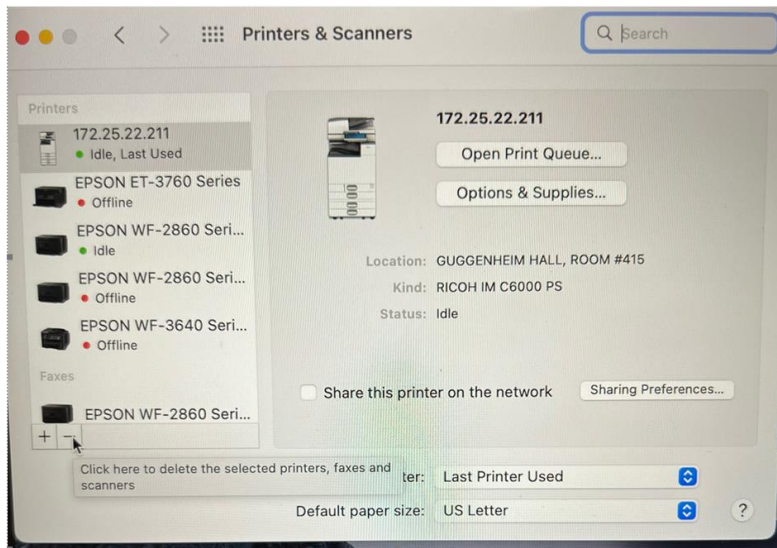 Printers & Scanners
Search
Printers
172.25.22.211
Idle, Last Used
EPSON ET-3760 Series
Offline
EPSON WF-2860 Seri...
Idle
EPSON WF-2860 Seri...
Offline
EPSON WF-3640 Seri...
Offline
Faxes
EPSON WF-2860 Seri...
+ −
Click here to delete the selected printers, faxes and
scanners
172.25.22.211
Open Print Queue...
Options & Supplies...
Location: GUGGENHEIM HALL, ROOM #415
Kind: RICOH IM C6000 PS
Status: Idle
Share this printer on the network
Sharing Preferences...
ter: Last Printer Used
Default paper size: US Letter
?